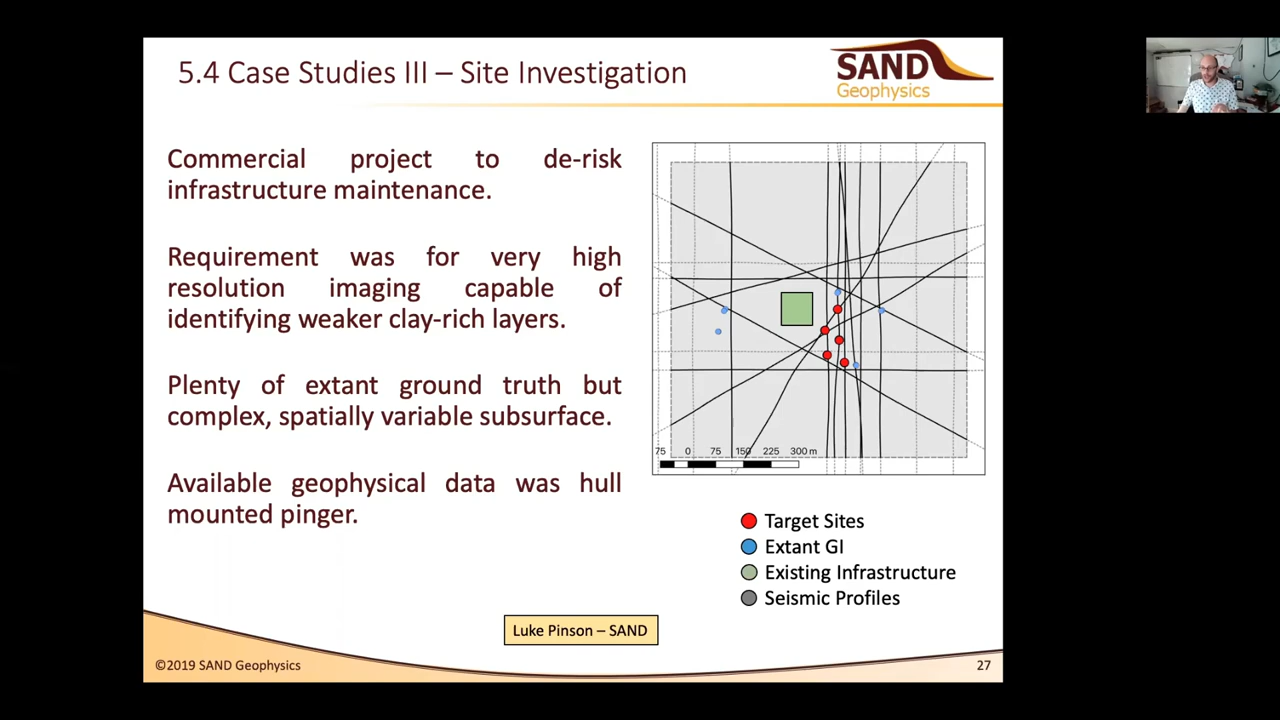 5.4 Case Studies III – Site Investigation
SAND
Geophysics
Commercial project to de-risk
infrastructure maintenance.
Requirement was for very high
resolution imaging capable of
identifying weaker clay-rich layers.
Plenty of extant ground truth but
complex, spatially variable subsurface.
Available geophysical data was hull
mounted pinger.
75 0 75 150 225 300 m
Target Sites
Extant GI
Existing Infrastructure
Seismic Profiles
Luke Pinson – SAND
©2019 SAND Geophysics
27